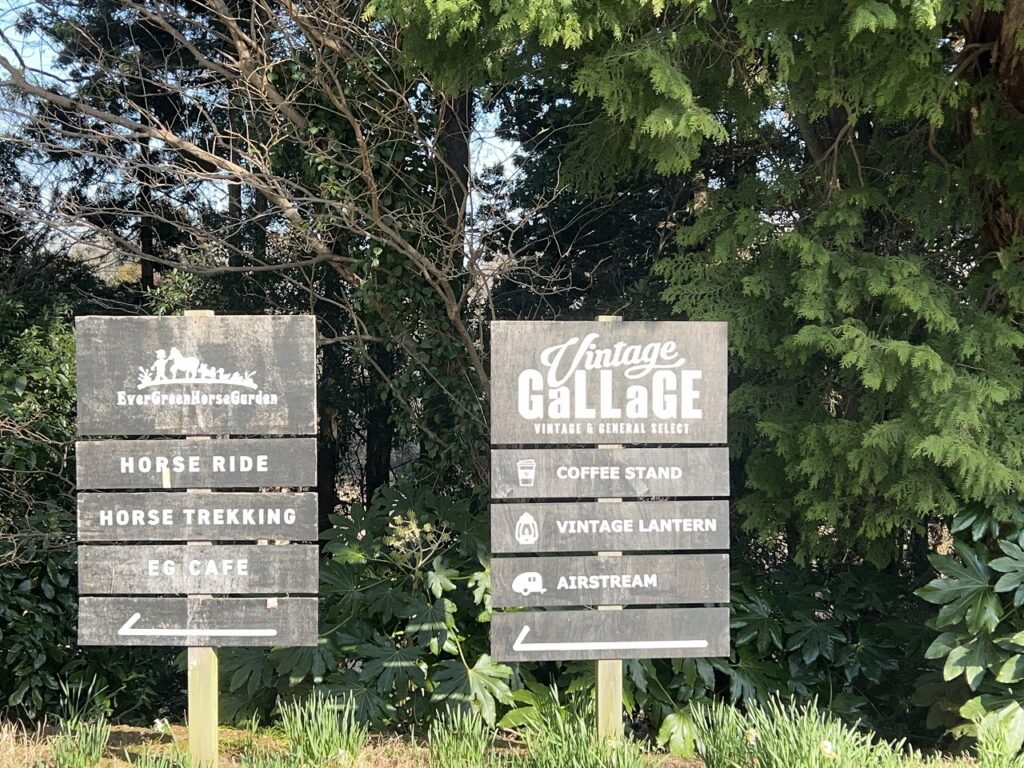 EverGreenHorseGarden
HORSE RIDE
HORSE TREKKING
EG CAFE
Vintage
GaLLaGE
VINTAGE & GENERAL SELECT
COFFEE STAND
VINTAGE LANTERN
AIRSTREAM